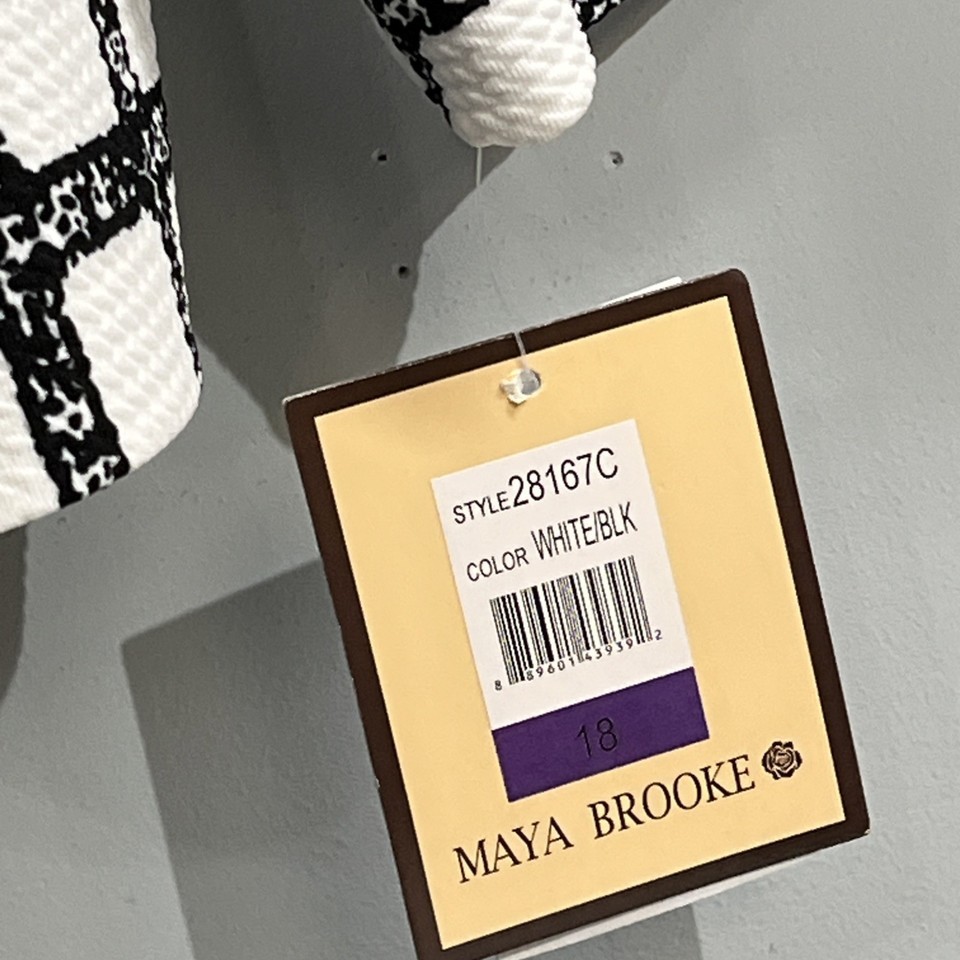 STYLE28167C
COLOR WHITE/BLK
8 89601 43939 2
18
MAYA BROOKE